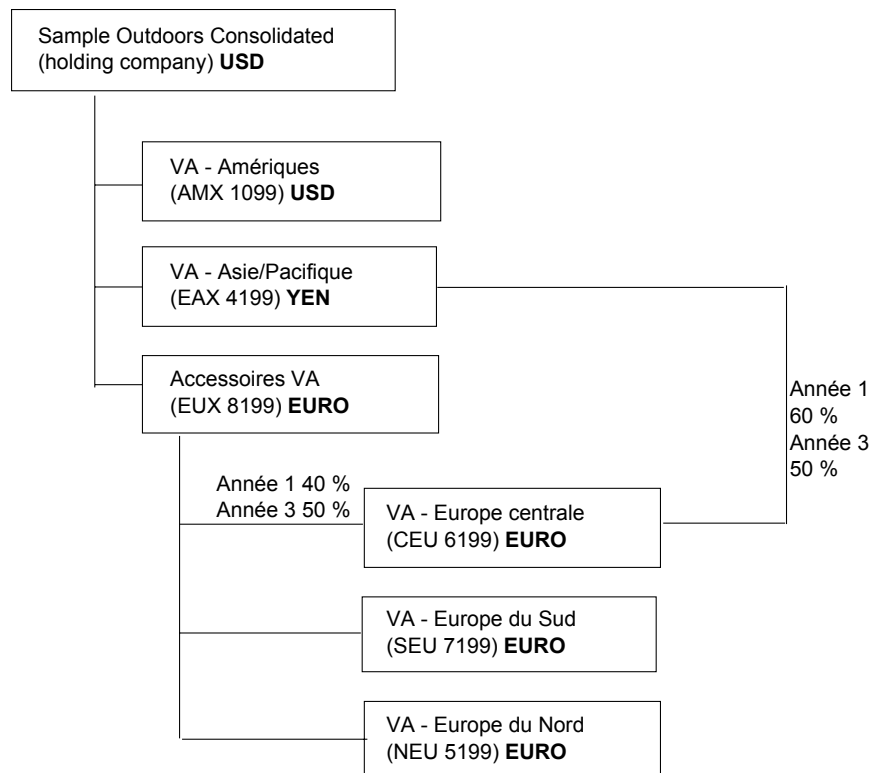 Sample Outdoors Consolidated
(holding company) USD
VA - Amériques
(AMX 1099) USD
VA - Asie/Pacifique
(EAX 4199) YEN
Accessoires VA
(EUX 8199) EURO
Année 1
60 %
Année 3
50 %
Année 1 40 %
Année 3 50 %
VA - Europe centrale
(CEU 6199) EURO
VA - Europe du Sud
(SEU 7199) EURO
VA - Europe du Nord
(NEU 5199) EURO